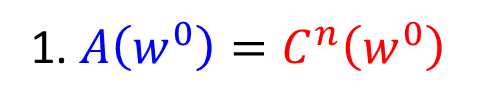 1. A(w⁰) = Cⁿ(w⁰)